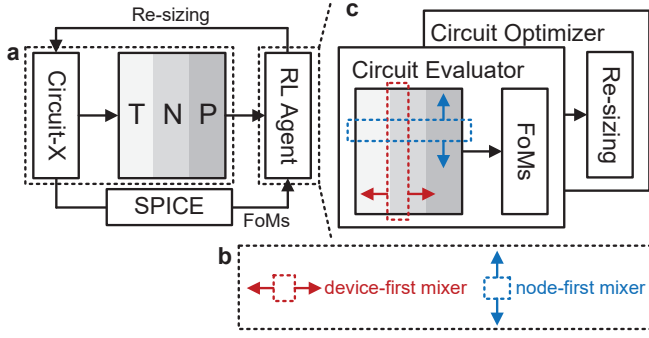 Re-sizing
a
Circuit-X
T N P
RL Agent
SPICE
FoMs
c
Circuit Optimizer
Circuit Evaluator
FoMs
Re-sizing
b
device-first mixer
node-first mixer